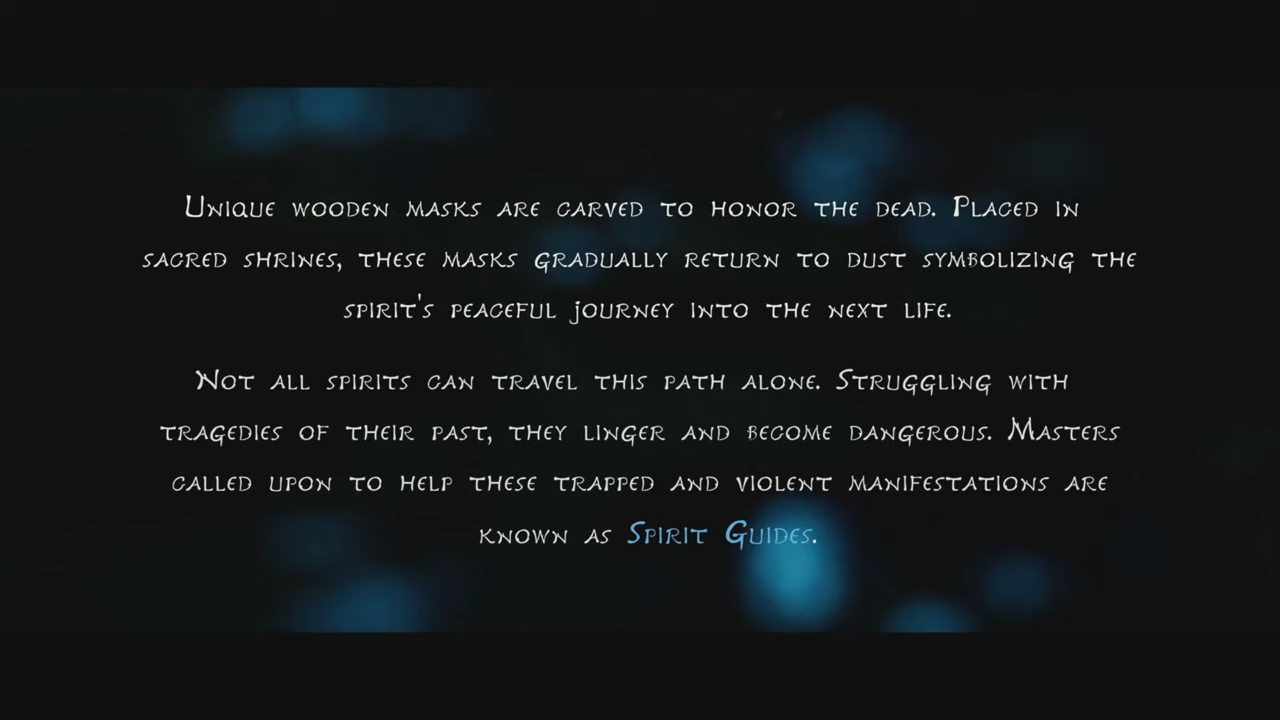 Unique wooden masks are carved to honor the dead. Placed in
sacred shrines, these masks gradually return to dust symbolizing the
spirit's peaceful journey into the next life.
Not all spirits can travel this path alone. Struggling with
tragedies of their past, they linger and become dangerous. Masters
called upon to help these trapped and violent manifestations are
known as Spirit Guides.